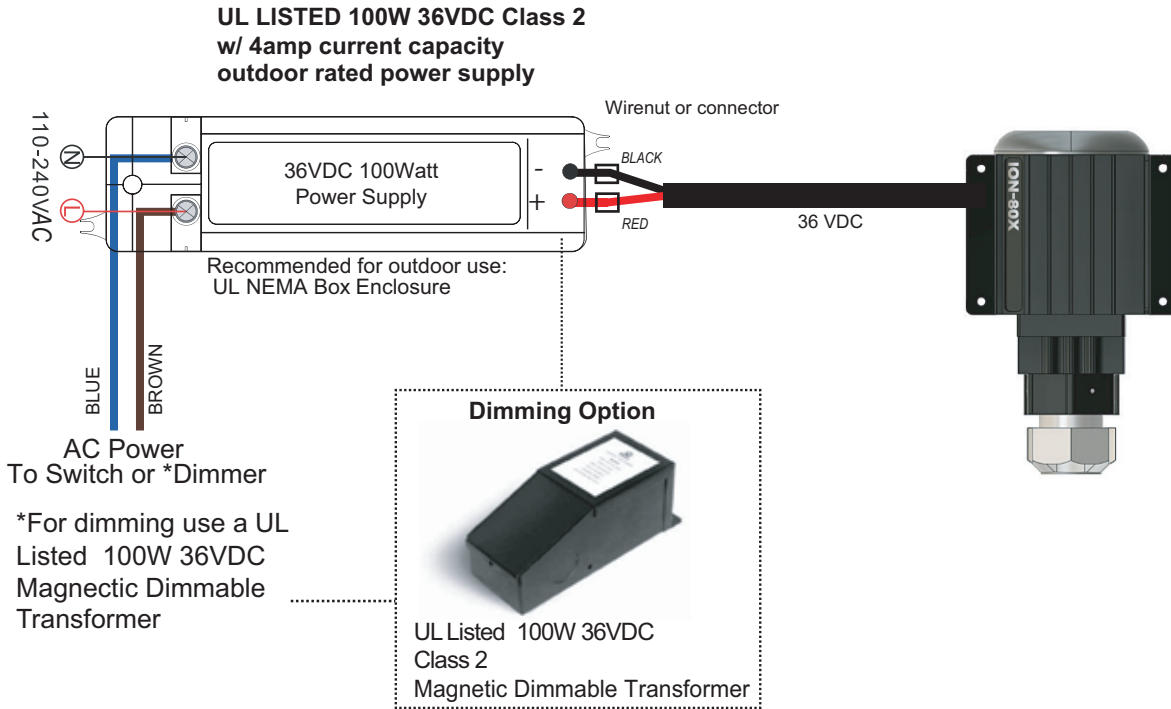 UL LISTED 100W 36VDC Class 2
w/ 4amp current capacity
outdoor rated power supply
Wirenut or connector
110-240VAC
N
L
36VDC 100Watt
Power Supply
-
+
BLACK
RED
36 VDC
ION-80X
Recommended for outdoor use:
UL NEMA Box Enclosure
BLUE
BROWN
AC Power
To Switch or *Dimmer
*For dimming use a UL
Listed 100W 36VDC
Magnectic Dimmable
Transformer
Dimming Option
UL Listed 100W 36VDC
Class 2
Magnetic Dimmable Transformer